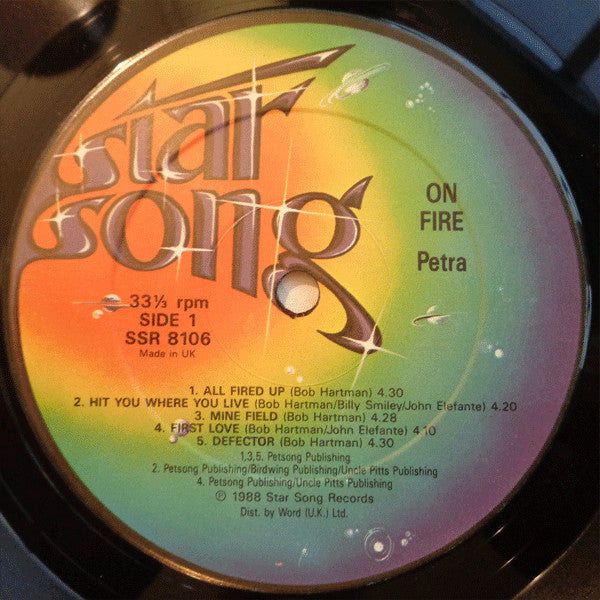 star
song
ON
FIRE
Petra
33⅓ rpm
SIDE 1
SSR 8106
Made in UK
1. ALL FIRED UP (Bob Hartman) 4.30
2. HIT YOU WHERE YOU LIVE (Bob Hartman/Billy Smiley/John Elefante) 4.20
3. MINE FIELD (Bob Hartman) 4.28
4. FIRST LOVE (Bob Hartman/John Elefante) 4.10
5. DEFECTOR (Bob Hartman) 4.30
1,3,5. Petsong Publishing
2. Petsong Publishing/Birdwing Publishing/Uncle Pitts Publishing
4. Petsong Publishing/Uncle Pitts Publishing
℗ © 1988 Star Song Records
Dist. by Word (U.K.) Ltd.